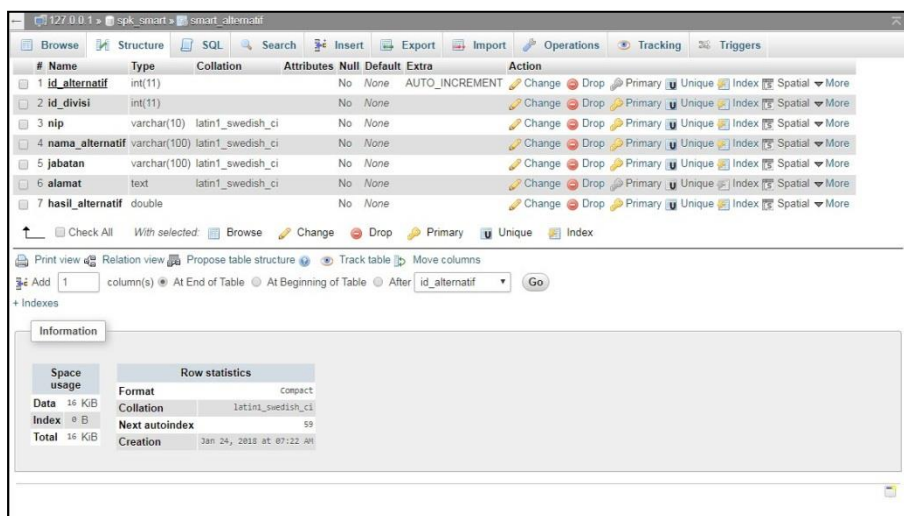 127.0.0.1 » spk_smart » smart_alternatif
Browse Structure SQL Search Insert Export Import Operations Tracking Triggers
# Name Type Collation Attributes Null Default Extra Action
1 id_alternatif int(11) No None AUTO_INCREMENT Change Drop Primary Unique Index Spatial More
2 id_divisi int(11) No None Change Drop Primary Unique Index Spatial More
3 nip varchar(10) latin1_swedish_ci No None Change Drop Primary Unique Index Spatial More
4 nama_alternatif varchar(100) latin1_swedish_ci No None Change Drop Primary Unique Index Spatial More
5 jabatan varchar(100) latin1_swedish_ci No None Change Drop Primary Unique Index Spatial More
6 alamat text latin1_swedish_ci No None Change Drop Primary Unique Index Spatial More
7 hasil_alternatif double No None Change Drop Primary Unique Index Spatial More
Check All With selected: Browse Change Drop Primary Unique Index
Print view Relation view Propose table structure Track table Move columns
Add 1 column(s) At End of Table At Beginning of Table After id_alternatif Go
+ Indexes
Information
Space usage
Data 16 KiB
Index 0 B
Total 16 KiB
Row statistics
Format Compact
Collation latin1_swedish_ci
Next autoindex 59
Creation Jan 24, 2018 at 07:22 AM